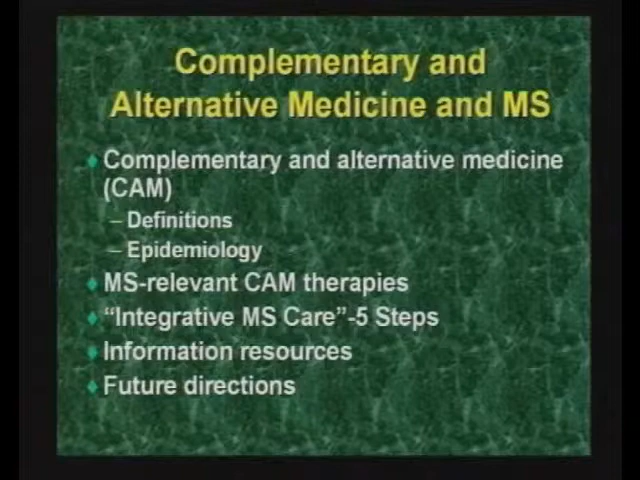 Complementary and
Alternative Medicine and MS
Complementary and alternative medicine
(CAM)
– Definitions
– Epidemiology
MS-relevant CAM therapies
“Integrative MS Care”-5 Steps
Information resources
Future directions